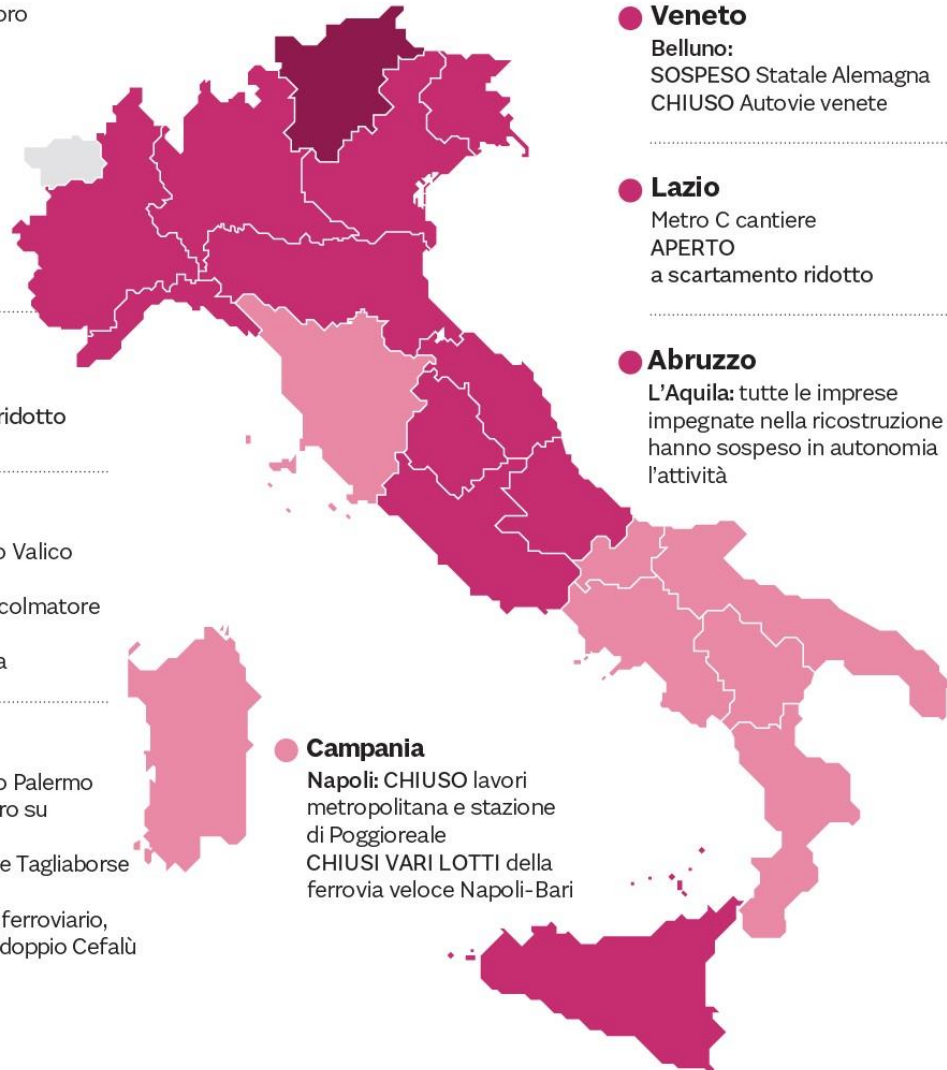 Veneto
Belluno:
SOSPESO Statale Alemagna
CHIUSO Autovie venete
Lazio
Metro C cantiere
APERTO
a scartamento ridotto
Abruzzo
L'Aquila: tutte le imprese
impegnate nella ricostruzione
hanno sospeso in autonomia
l'attività
oro
ridotto
o Valico
colmatore
a
o Palermo
ro su
e Tagliaborse
ferroviario,
doppio Cefalù
Campania
Napoli: CHIUSO lavori
metropolitana e stazione
di Poggioreale
CHIUSI VARI LOTTI della
ferrovia veloce Napoli-Bari